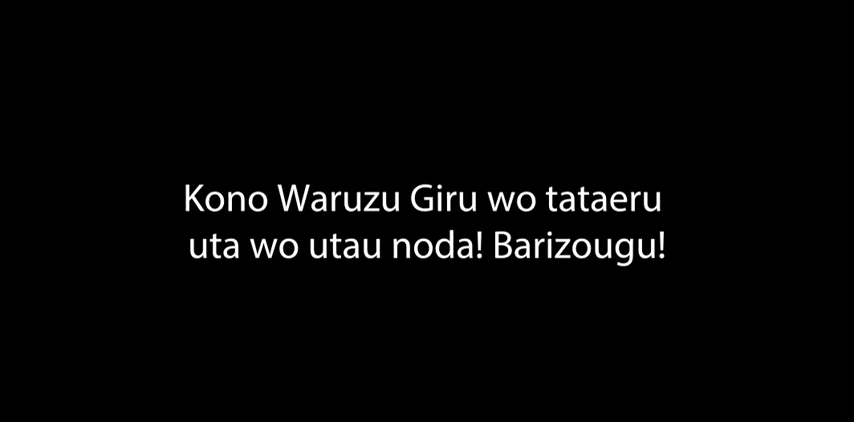 Kono Waruzu Giru wo tataeru
uta wo utau noda! Barizougu!